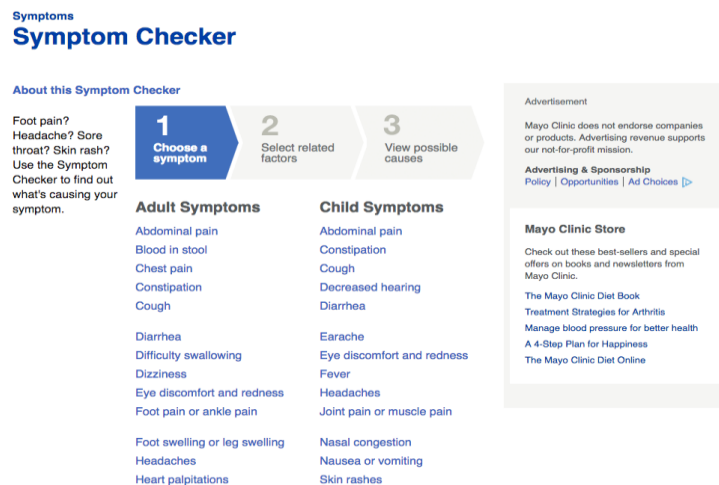 Symptoms
Symptom Checker
About this Symptom Checker
Foot pain?
Headache? Sore
throat? Skin rash?
Use the Symptom
Checker to find out
what's causing your
symptom.
1
Choose a
symptom
2
Select related
factors
3
View possible
causes
Adult Symptoms
Abdominal pain
Blood in stool
Chest pain
Constipation
Cough
Diarrhea
Difficulty swallowing
Dizziness
Eye discomfort and redness
Foot pain or ankle pain
Foot swelling or leg swelling
Headaches
Heart palpitations
Child Symptoms
Abdominal pain
Constipation
Cough
Decreased hearing
Diarrhea
Earache
Eye discomfort and redness
Fever
Headaches
Joint pain or muscle pain
Nasal congestion
Nausea or vomiting
Skin rashes
Advertisement
Mayo Clinic does not endorse companies
or products. Advertising revenue supports
our not-for-profit mission.
Advertising & Sponsorship
Policy | Opportunities | Ad Choices
Mayo Clinic Store
Check out these best-sellers and special
offers on books and newsletters from
Mayo Clinic.
The Mayo Clinic Diet Book
Treatment Strategies for Arthritis
Manage blood pressure for better health
A 4-Step Plan for Happiness
The Mayo Clinic Diet Online